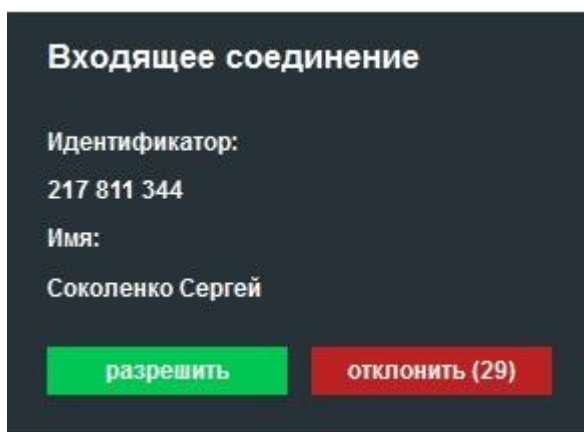 Входящее соединение
Идентификатор:
217 811 344
Имя:
Соколенко Сергей
разрешить
отклонить (29)